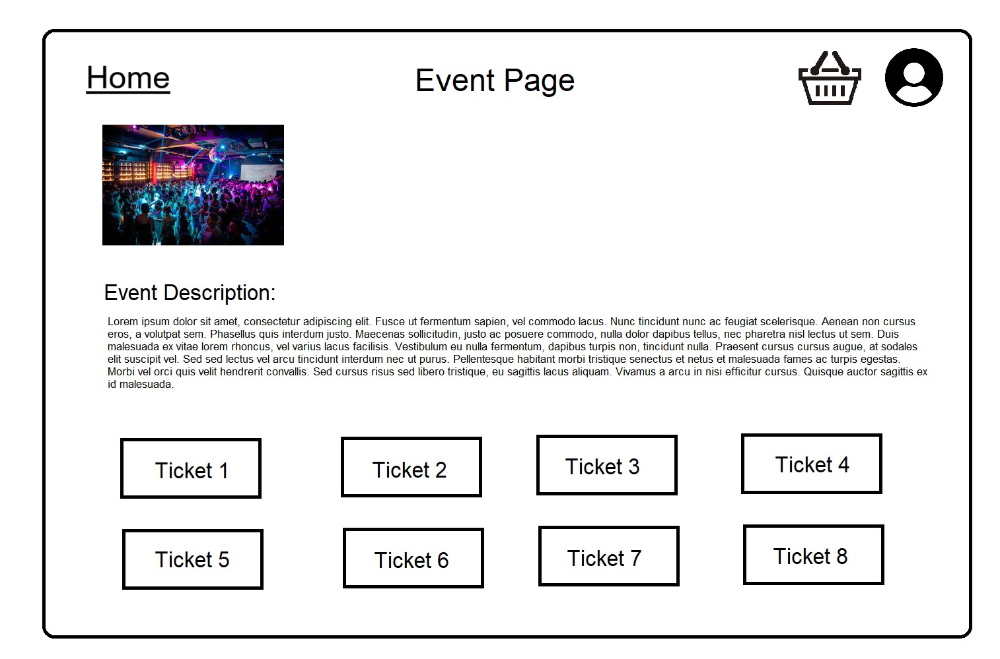 Home
Event Page
Event Description:
Lorem ipsum dolor sit amet, consectetur adipiscing elit. Fusce ut fermentum sapien, vel commodo lacus. Nunc tincidunt nunc ac feugiat scelerisque. Aenean non cursus
eros, a volutpat sem. Phasellus quis interdum justo. Maecenas sollicitudin, justo ac posuere commodo, nulla dolor dapibus tellus, nec pharetra nisl lectus ut sem. Duis
malesuada ex vitae lorem rhoncus, vel varius lacus facilisis. Vestibulum eu nulla fermentum, dapibus turpis non, tincidunt nulla. Praesent cursus cursus augue, at sodales
elit suscipit vel. Sed sed lectus vel arcu tincidunt interdum nec ut purus. Pellentesque habitant morbi tristique senectus et netus et malesuada fames ac turpis egestas.
Morbi vel orci quis velit hendrerit convallis. Sed cursus risus sed libero tristique, eu sagittis lacus aliquam. Vivamus a arcu in nisi efficitur cursus. Quisque auctor sagittis ex
id malesuada.
Ticket 1
Ticket 2
Ticket 3
Ticket 4
Ticket 5
Ticket 6
Ticket 7
Ticket 8